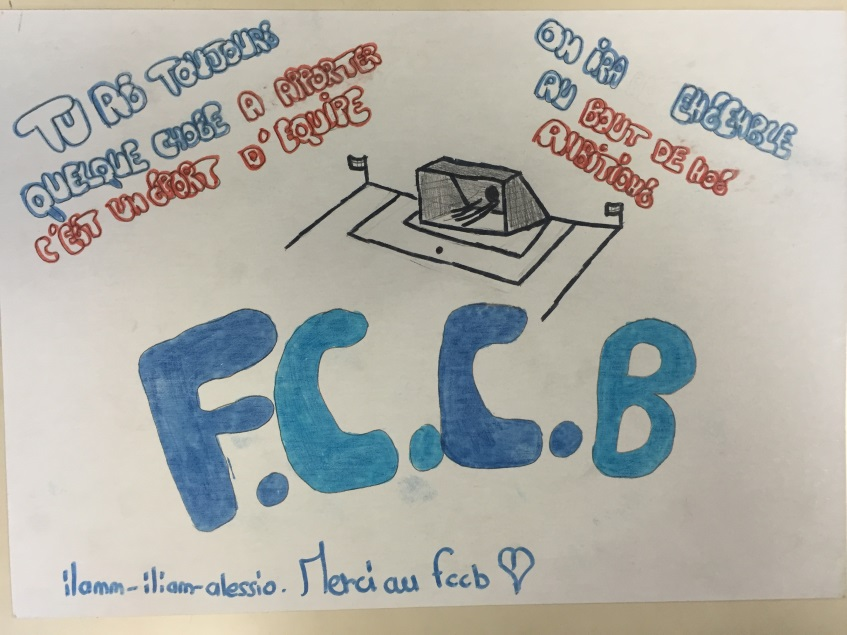 TU AS TOUJOURS
QUELQUE CHOSE A APPORTER
C'EST UN SPORT D'EQUIPE
ON IRA ENSEMBLE
AU BOUT DE NOS
AMBITIONS
F.C.C.B
ilamm-iliam-alessio. Merci au fccb